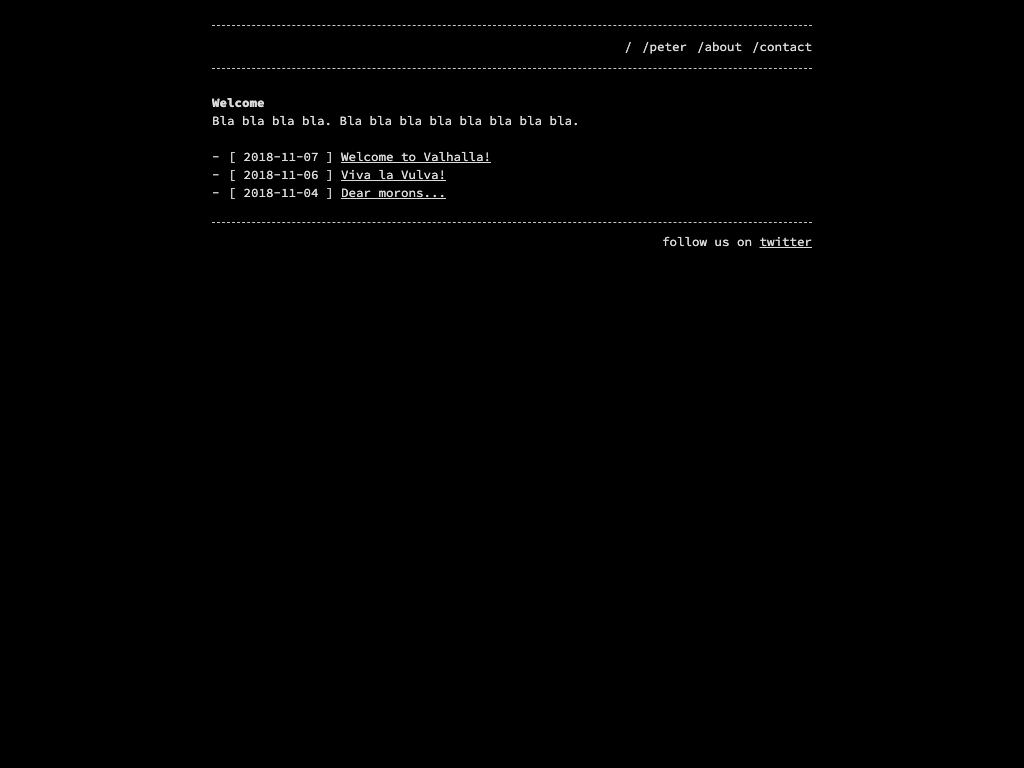 / /peter /about /contact
Welcome
Bla bla bla bla. Bla bla bla bla bla bla bla bla.
- [ 2018-11-07 ] Welcome to Valhalla!
- [ 2018-11-06 ] Viva la Vulva!
- [ 2018-11-04 ] Dear morons...
follow us on twitter